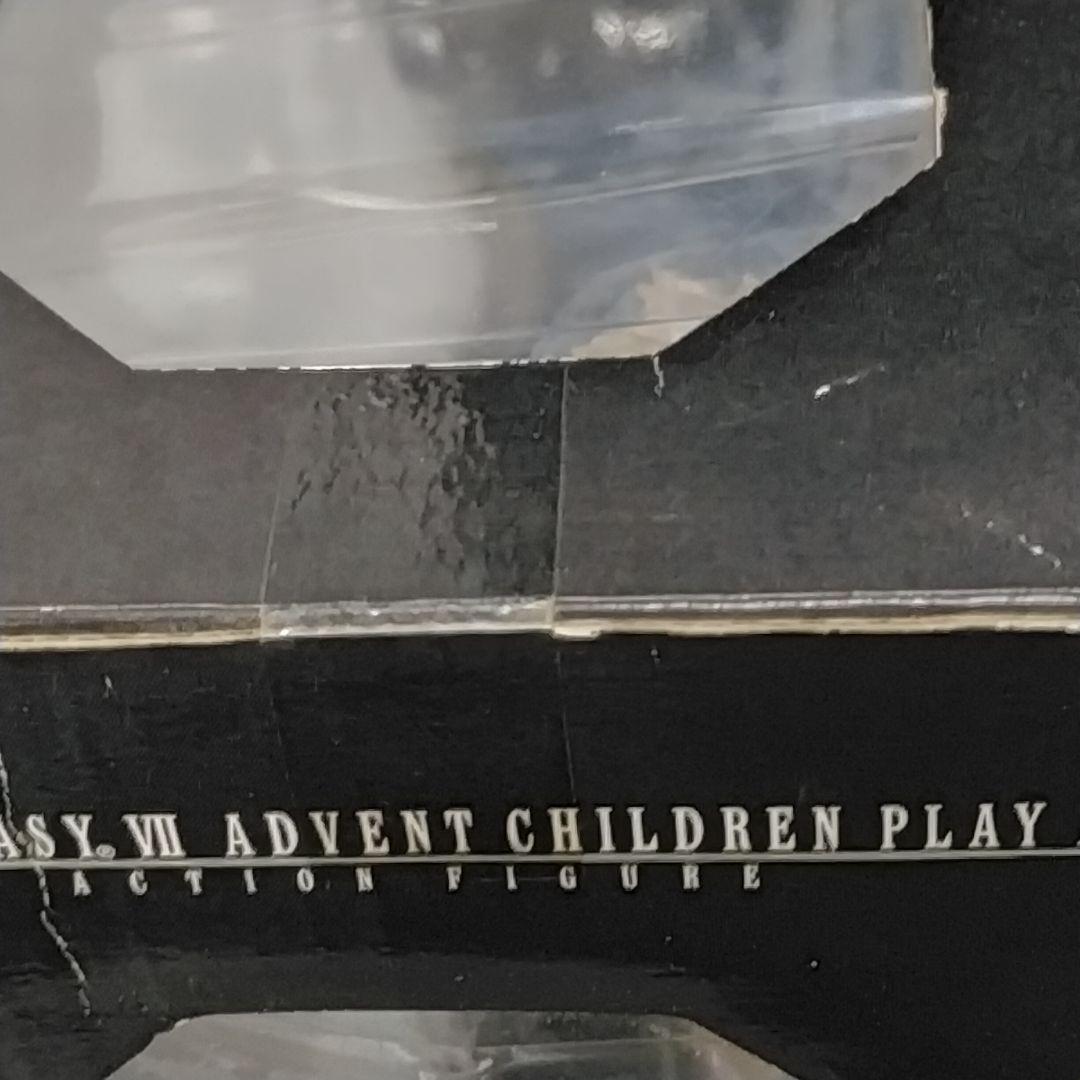 ASY® VII ADVENT CHILDREN PLAY
ACTION FIGURE